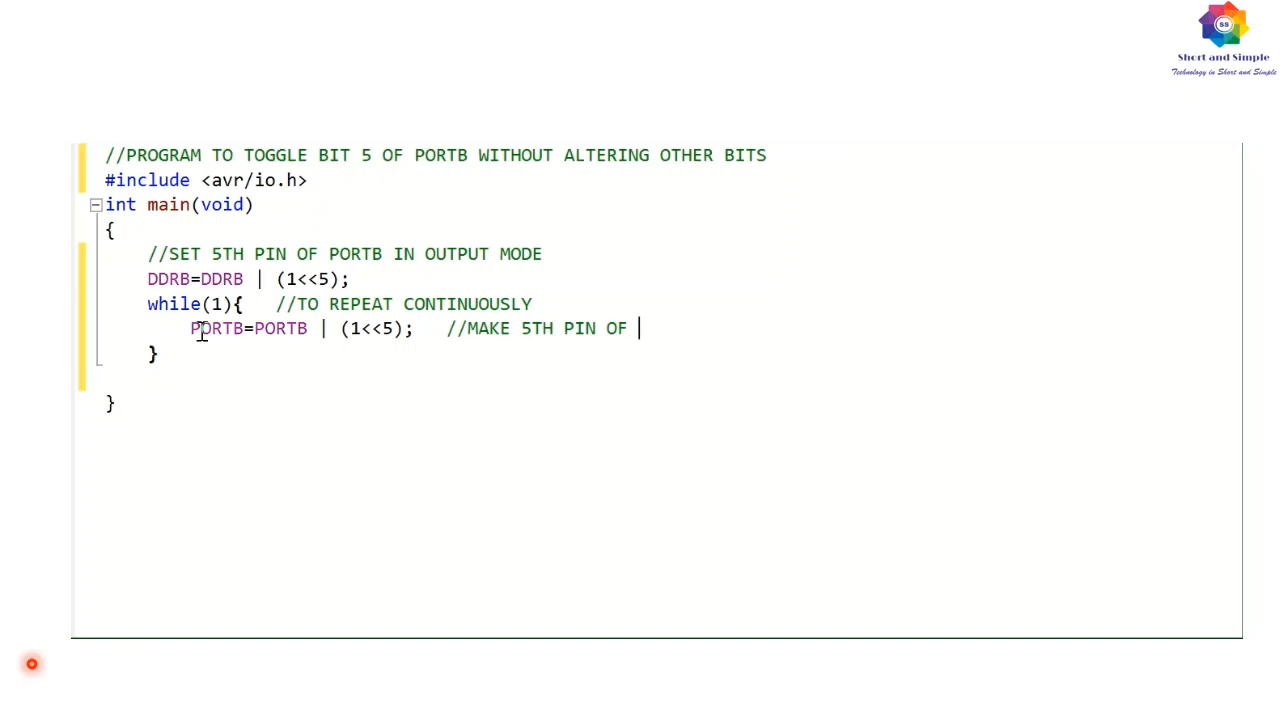 SS
Short and Simple
Technology in Short and Simple
//PROGRAM TO TOGGLE BIT 5 OF PORTB WITHOUT ALTERING OTHER BITS
#include <avr/io.h>
int main(void)
{
//SET 5TH PIN OF PORTB IN OUTPUT MODE
DDRB=DDRB | (1<<5);
while(1){ //TO REPEAT CONTINUOUSLY
PORTB=PORTB | (1<<5); //MAKE 5TH PIN OF
}
}